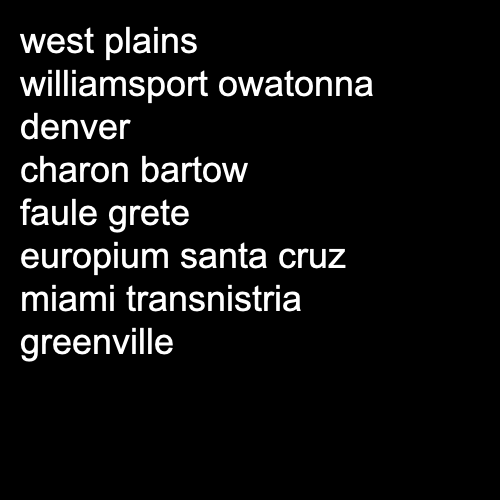 west plains
williamsport owatonna
denver
charon bartow
faule grete
europium santa cruz
miami transnistria
greenville